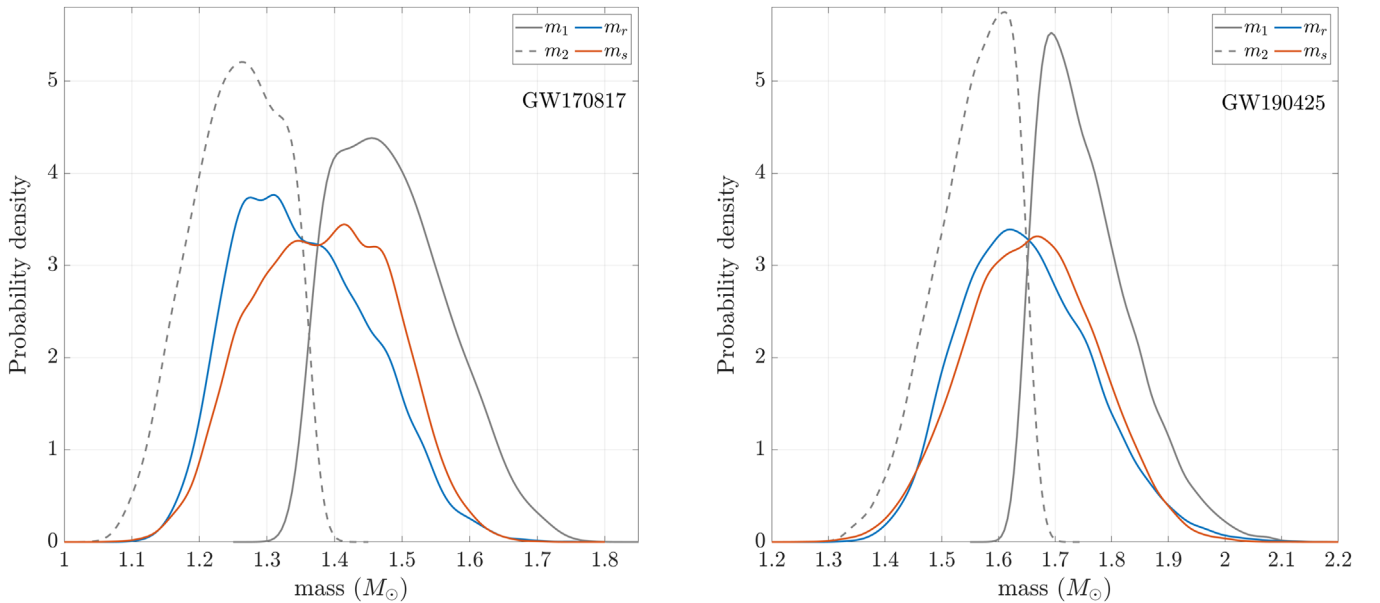 m₁ mᵣ
m₂ mₛ
GW170817
Probability density
5
4
3
2
1
0
1 1.1 1.2 1.3 1.4 1.5 1.6 1.7 1.8
mass (M⊙)
m₁ mᵣ
m₂ mₛ
GW190425
Probability density
5
4
3
2
1
0
1.2 1.3 1.4 1.5 1.6 1.7 1.8 1.9 2 2.1 2.2
mass (M⊙)